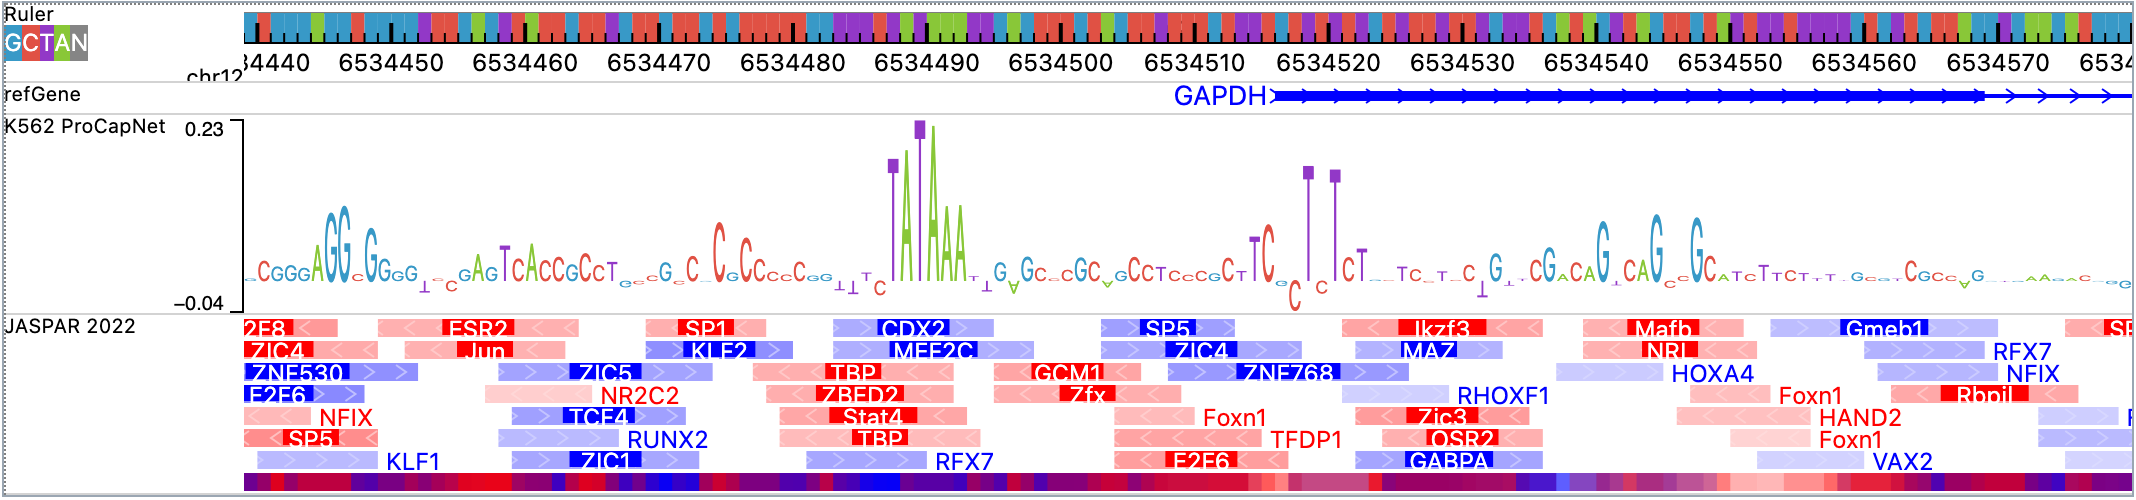 Ruler
GCTAN
chr12
34440 6534450 6534460 6534470 6534480 6534490 6534500 6534510 6534520 6534530 6534540 6534550 6534560 6534570 6534
refGene
GAPDH
K562 ProCapNet
0.23
−0.04
JASPAR 2022
2F8 ESR2 SP1 CDX2 SP5 Ikzf3 Mafb Gmeb1
ZIC4 Jun KLF2 MEF2C ZIC4 MAZ NRL RFX7
ZNF530 ZIC5 TBP GCM1 ZNF768 HOXA4 NFIX
E2F6 NR2C2 ZBED2 Zfx RHOXF1 Foxn1 Rbpjl
NFIX TCF4 Stat4 Foxn1 Zic3 HAND2
SP5 RUNX2 TBP TFDP1 OSR2 Foxn1
KLF1 ZIC1 RFX7 E2F6 GABPA VAX2